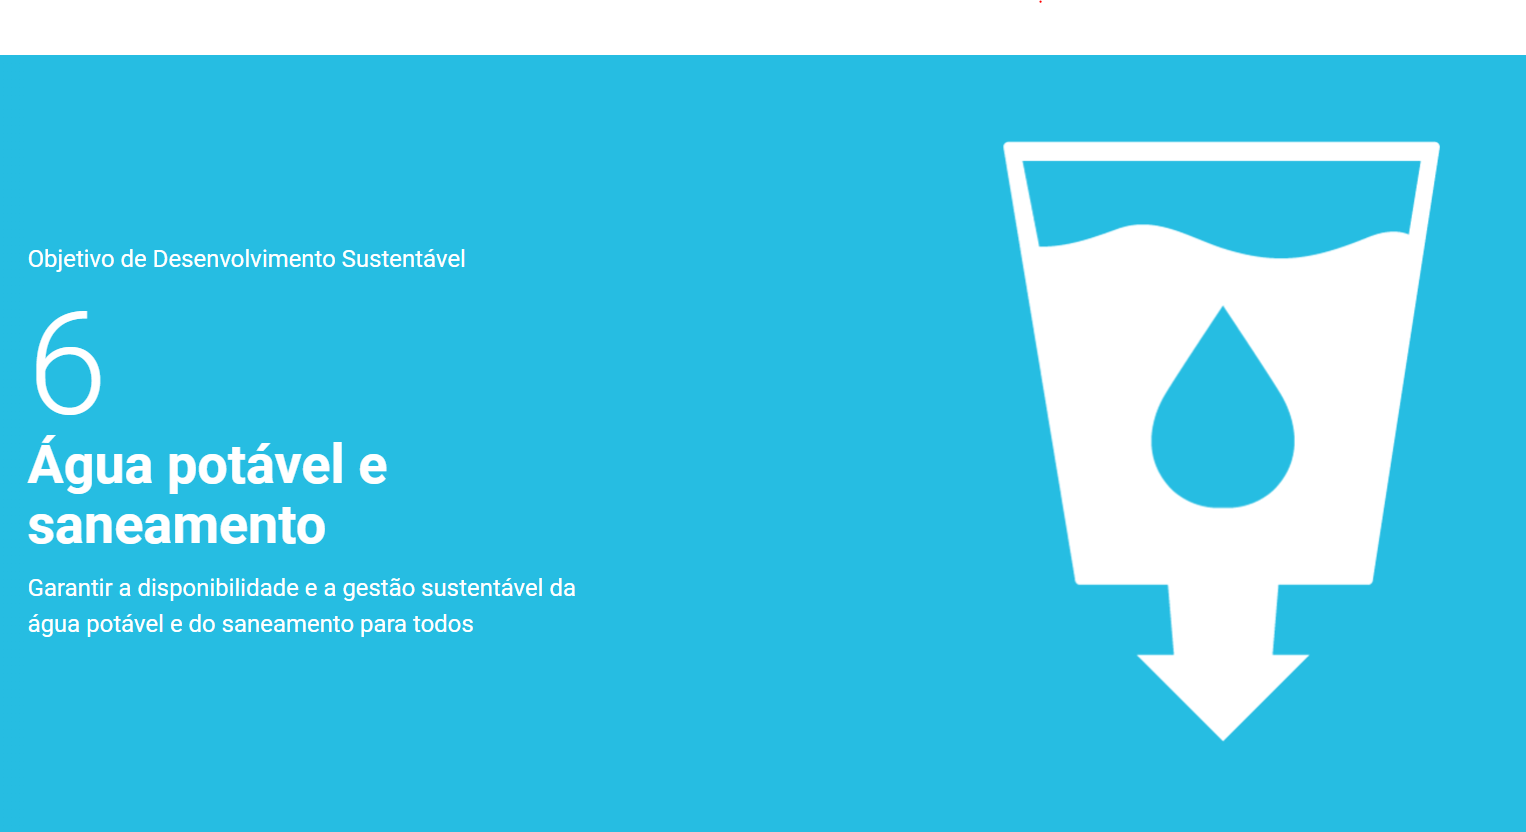 Objetivo de Desenvolvimento Sustentável
6
Água potável e
saneamento
Garantir a disponibilidade e a gestão sustentável da
água potável e do saneamento para todos